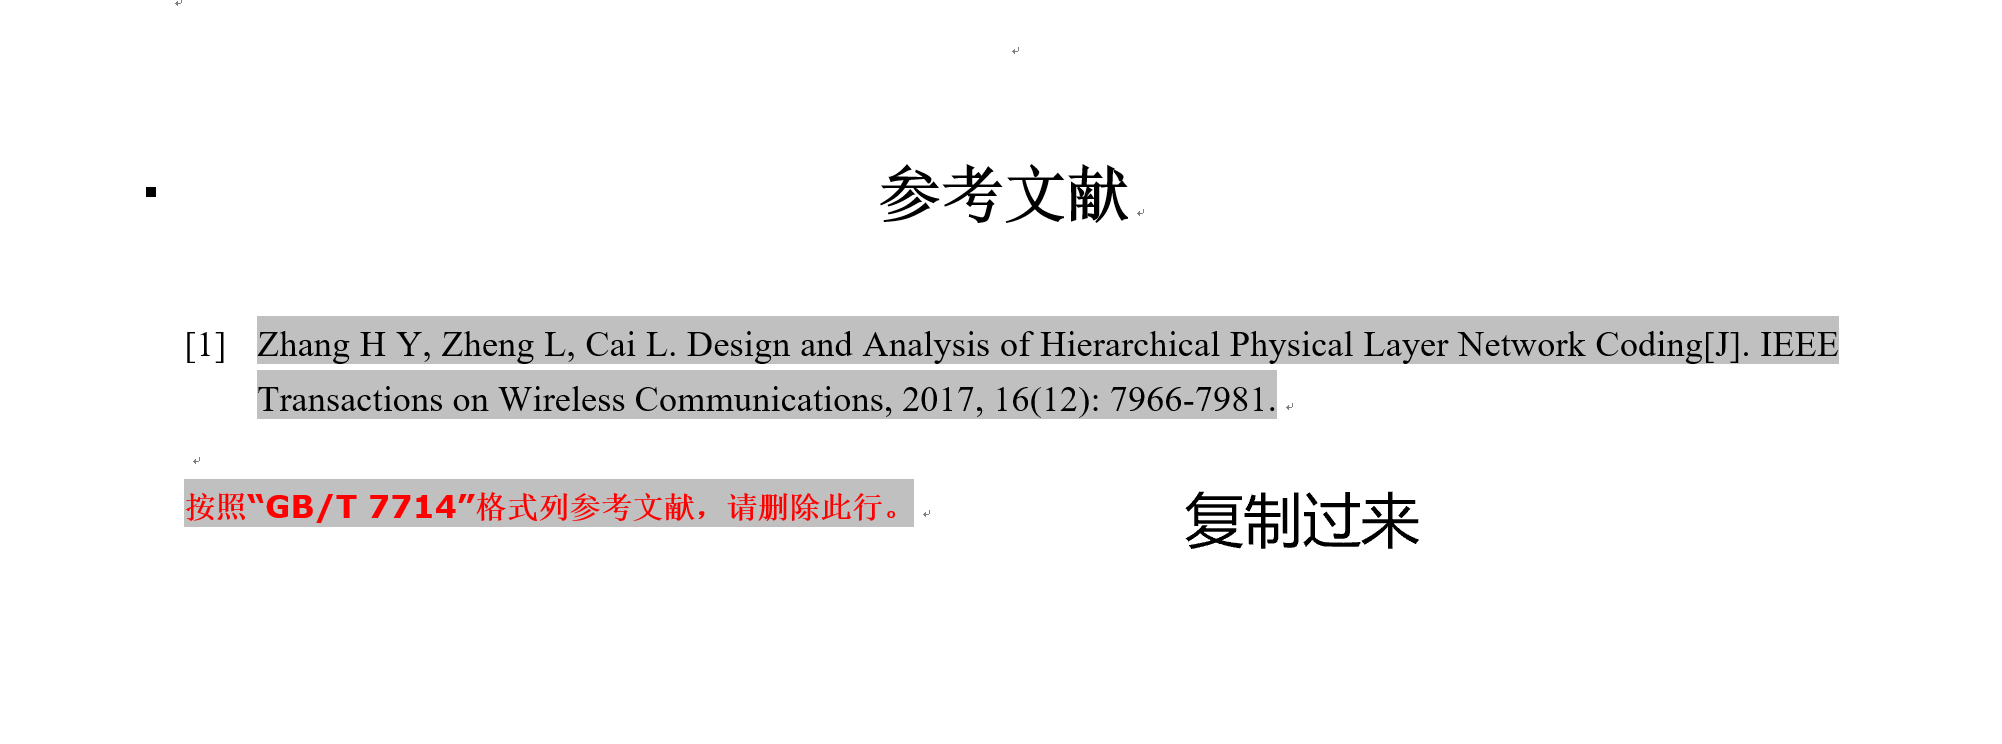 参考文献
[1] Zhang H Y, Zheng L, Cai L. Design and Analysis of Hierarchical Physical Layer Network Coding[J]. IEEE
Transactions on Wireless Communications, 2017, 16(12): 7966-7981.
按照“GB/T 7714”格式列参考文献，请删除此行。
复制过来